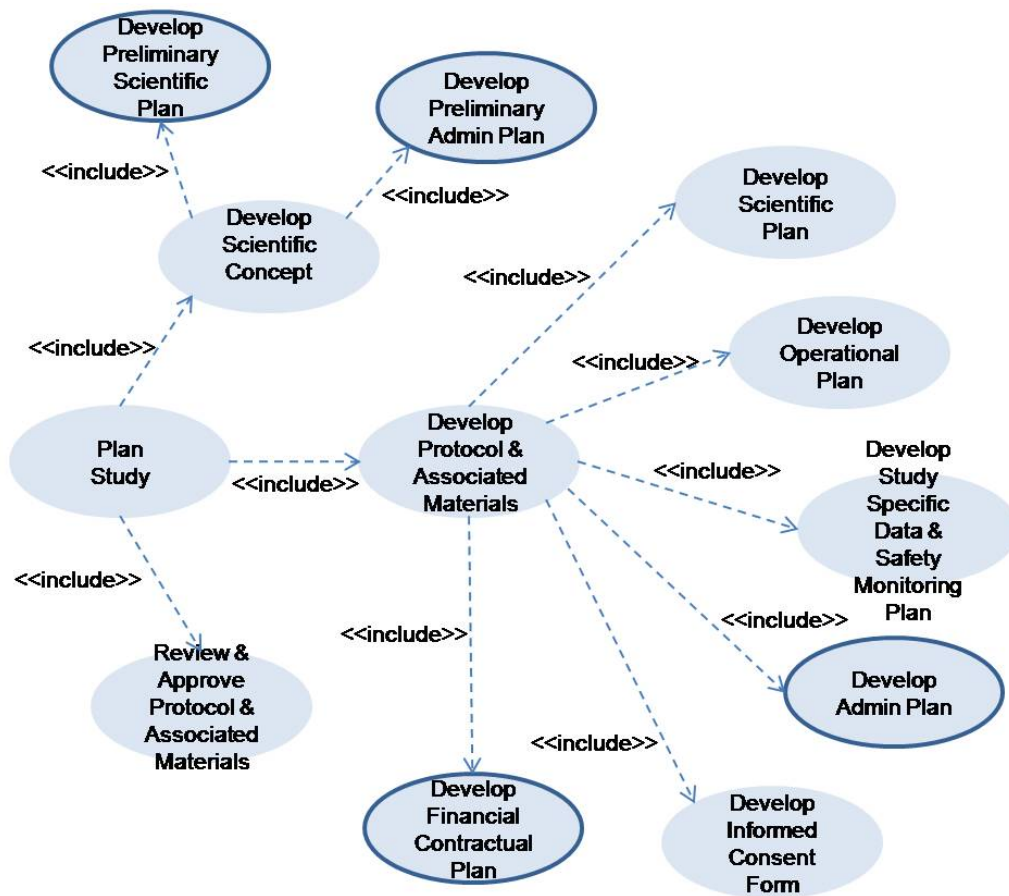 Develop
Preliminary
Scientific
Plan
Develop
Preliminary
Admin Plan
<<include>>
<<include>>
Develop
Scientific
Concept
Develop
Scientific
Plan
<<include>>
<<include>>
Develop
Operational
Plan
<<include>>
Plan
Study
<<include>>
Develop
Protocol &
Associated
Materials
<<include>>
Develop
Study
Specific
Data &
Safety
Monitoring
Plan
<<include>>
Review &
Approve
Protocol &
Associated
Materials
<<include>>
<<include>>
Develop
Admin Plan
<<include>>
Develop
Financial
Contractual
Plan
Develop
Informed
Consent
Form